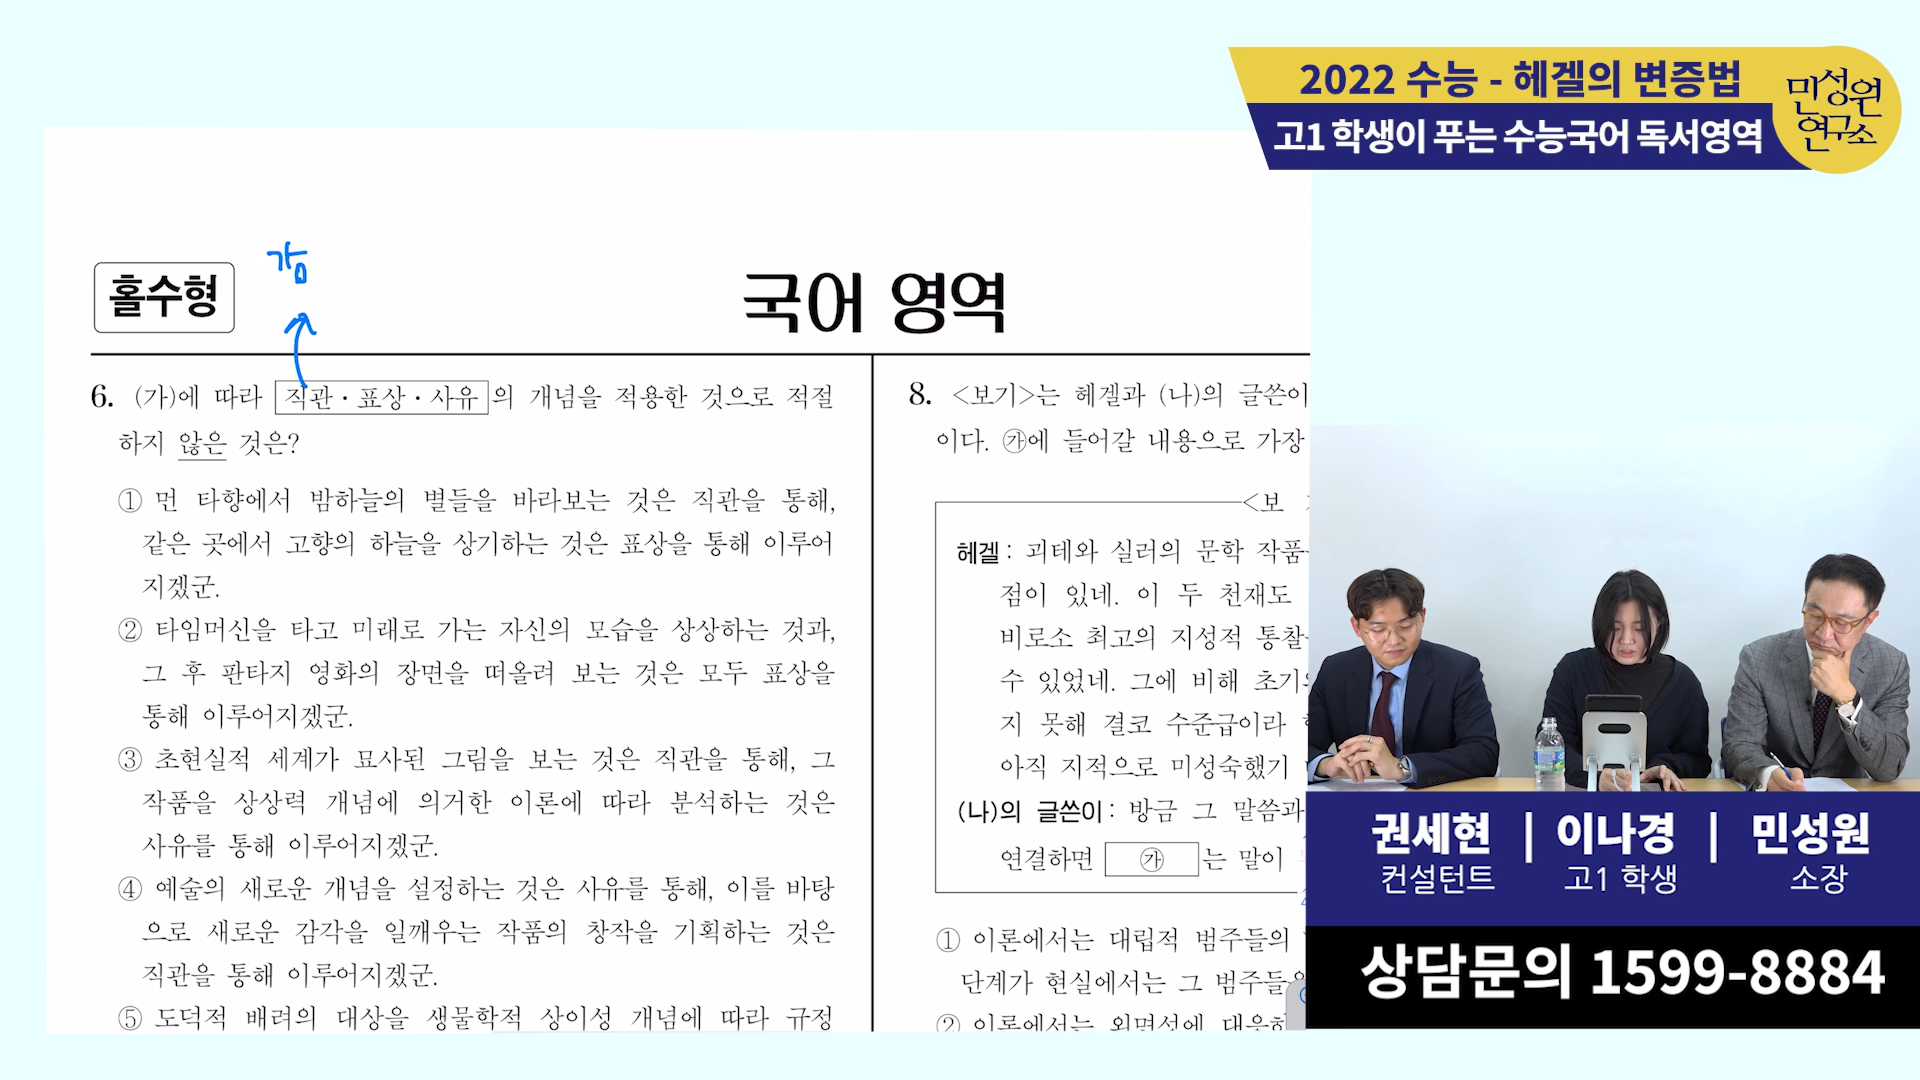 2022 수능 - 헤겔의 변증법
고1 학생이 푸는 수능국어 독서영역
민성원
연구소
홀수형
감
국어 영역
6. (가)에 따라 직관·표상·사유의 개념을 적용한 것으로 적절
하지 않은 것은?
① 먼 타향에서 밤하늘의 별들을 바라보는 것은 직관을 통해,
같은 곳에서 고향의 하늘을 상기하는 것은 표상을 통해 이루어
지겠군.
② 타임머신을 타고 미래로 가는 자신의 모습을 상상하는 것과,
그 후 판타지 영화의 장면을 떠올려 보는 것은 모두 표상을
통해 이루어지겠군.
③ 초현실적 세계가 묘사된 그림을 보는 것은 직관을 통해, 그
작품을 상상력 개념에 의거한 이론에 따라 분석하는 것은
사유를 통해 이루어지겠군.
④ 예술의 새로운 개념을 설정하는 것은 사유를 통해, 이를 바탕
으로 새로운 감각을 일깨우는 작품의 창작을 기획하는 것은
직관을 통해 이루어지겠군.
⑤ 도덕적 배려의 대상을 생물학적 상이성 개념에 따라 규정
8. <보기>는 헤겔과 (나)의 글쓴이
이다. ㉮에 들어갈 내용으로 가장
<보
헤겔 : 괴테와 실러의 문학 작품
점이 있네. 이 두 천재도
비로소 최고의 지성적 통찰
수 있었네. 그에 비해 초기
지 못해 결코 수준급이라
아직 지적으로 미성숙했기
(나)의 글쓴이 : 방금 그 말씀과
연결하면 ㉮는 말이
① 이론에서는 대립적 범주들의
단계가 현실에서는 그 범주들
② 이론에서는 외면성에 대응하
권세현 | 이나경 | 민성원
컨설턴트 고1 학생 소장
상담문의 1599-8884